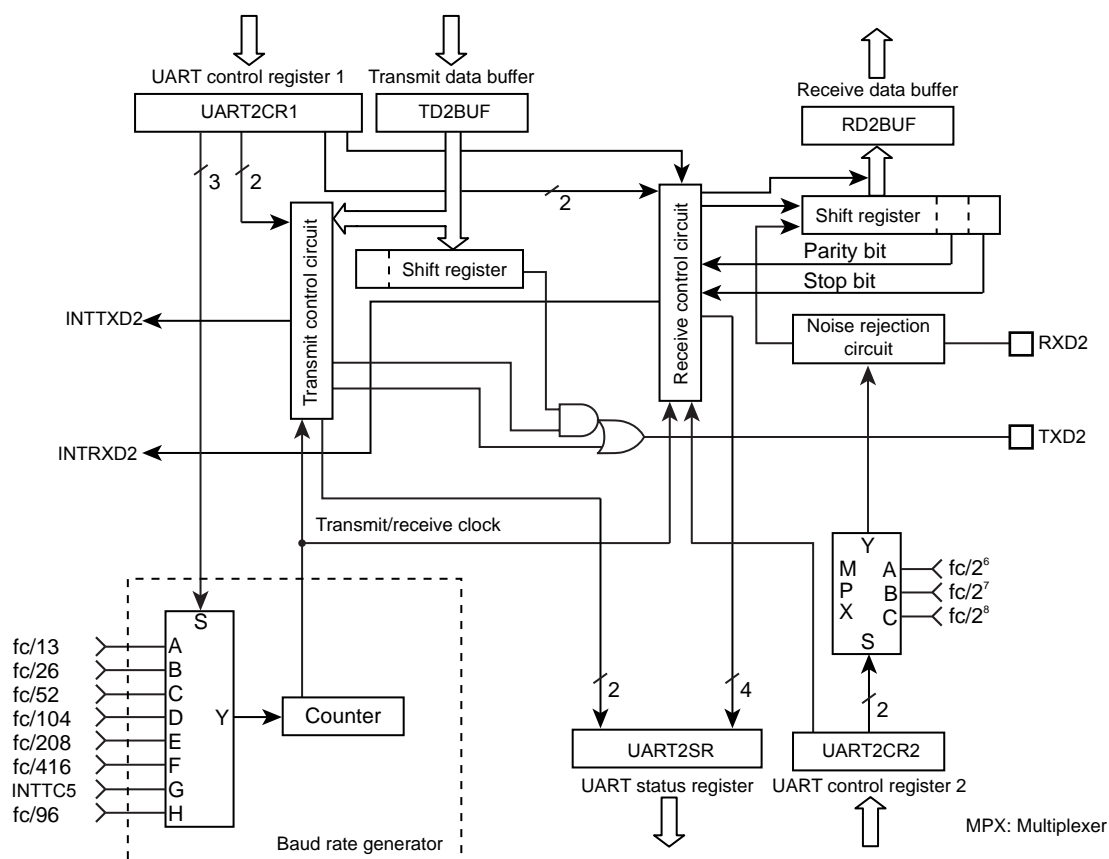 UART control register 1
Transmit data buffer
Receive data buffer
UART2CR1
TD2BUF
RD2BUF
3
2
2
Transmit control circuit
Shift register
Receive control circuit
Shift register
Parity bit
Stop bit
INTTXD2
Noise rejection
circuit
RXD2
INTRXD2
TXD2
Transmit/receive clock
Y
M
P
X
A
B
C
S
fc/2⁶
fc/2⁷
fc/2⁸
S
fc/13
A
fc/26
B
fc/52
C
fc/104
D
fc/208
E
fc/416
F
INTTC5
G
fc/96
H
Y
Counter
2
4
2
UART2SR
UART2CR2
UART status register
UART control register 2
Baud rate generator
MPX: Multiplexer